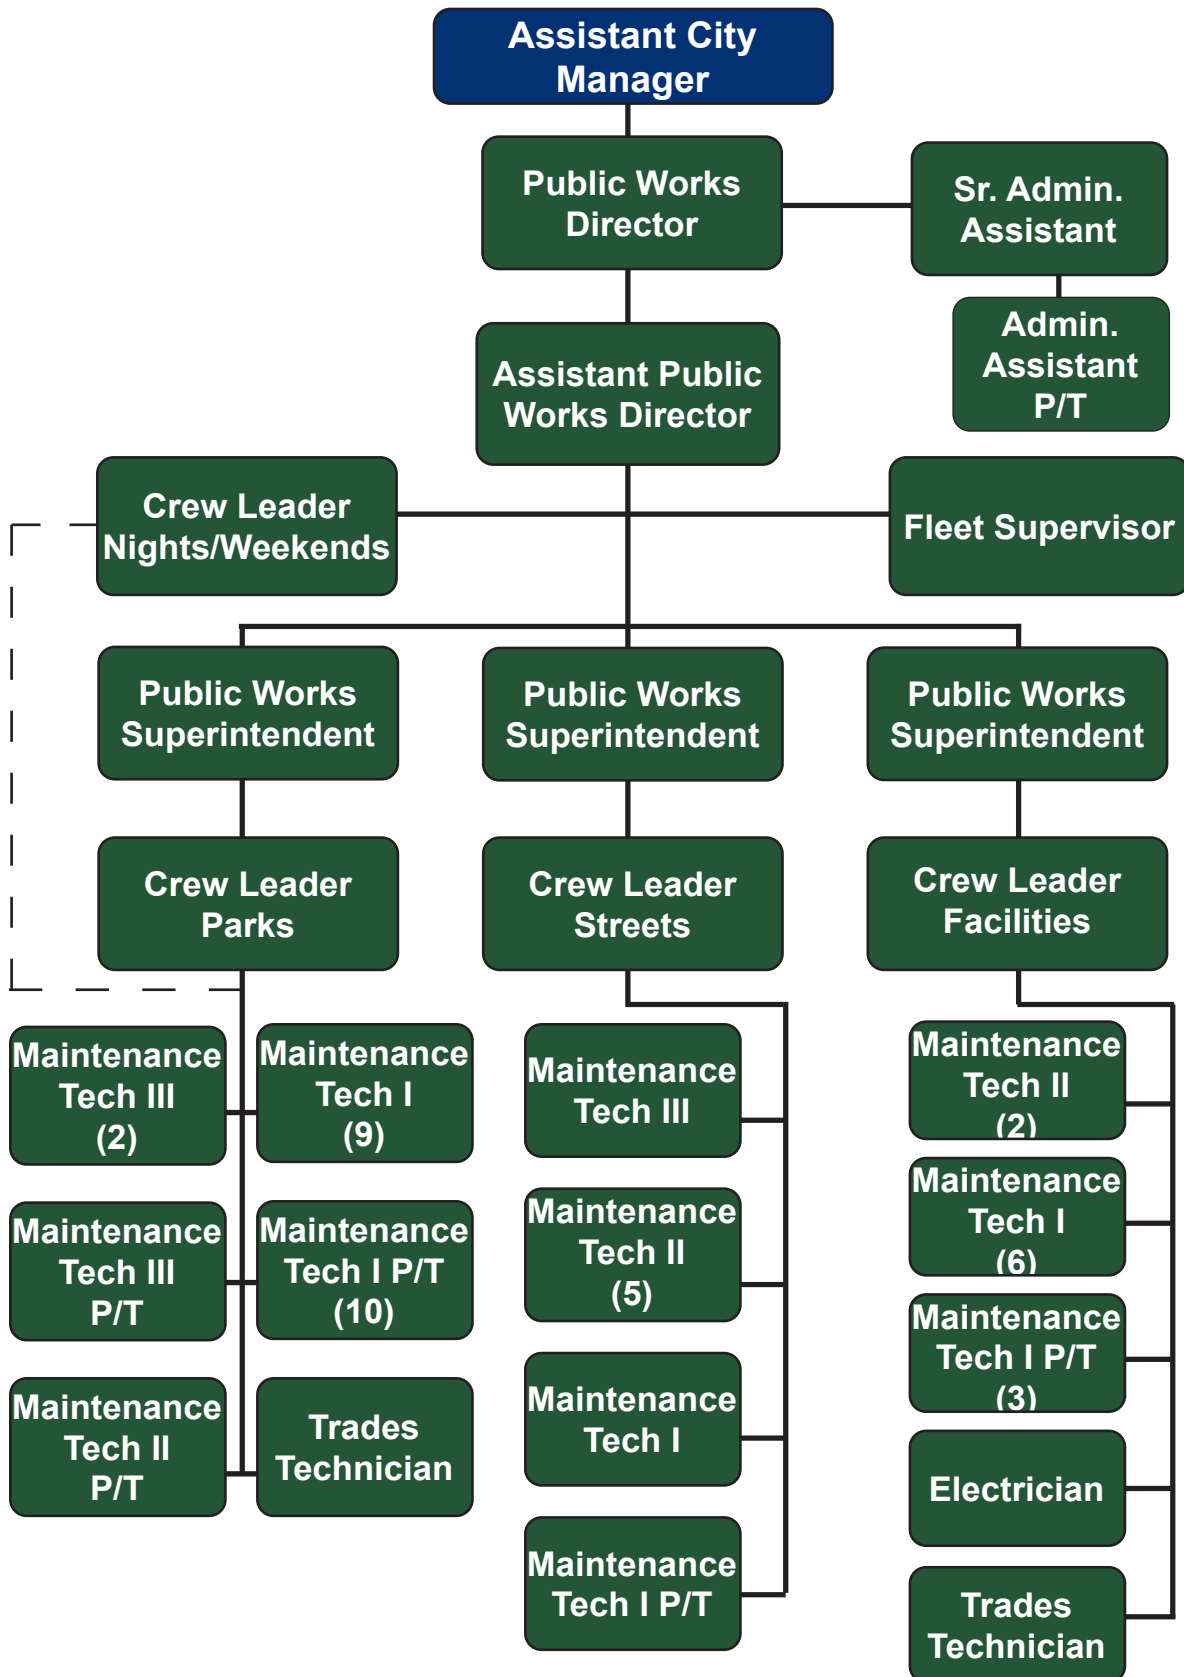 Assistant City
Manager
Public Works
Director
Sr. Admin.
Assistant
Admin.
Assistant
P/T
Assistant Public
Works Director
Crew Leader
Nights/Weekends
Fleet Supervisor
Public Works
Superintendent
Public Works
Superintendent
Public Works
Superintendent
Crew Leader
Parks
Crew Leader
Streets
Crew Leader
Facilities
Maintenance
Tech III
(2)
Maintenance
Tech I
(9)
Maintenance
Tech III
P/T
Maintenance
Tech I P/T
(10)
Maintenance
Tech II
P/T
Trades
Technician
Maintenance
Tech III
Maintenance
Tech II
(5)
Maintenance
Tech I
Maintenance
Tech I P/T
Maintenance
Tech II
(2)
Maintenance
Tech I
(6)
Maintenance
Tech I P/T
(3)
Electrician
Trades
Technician